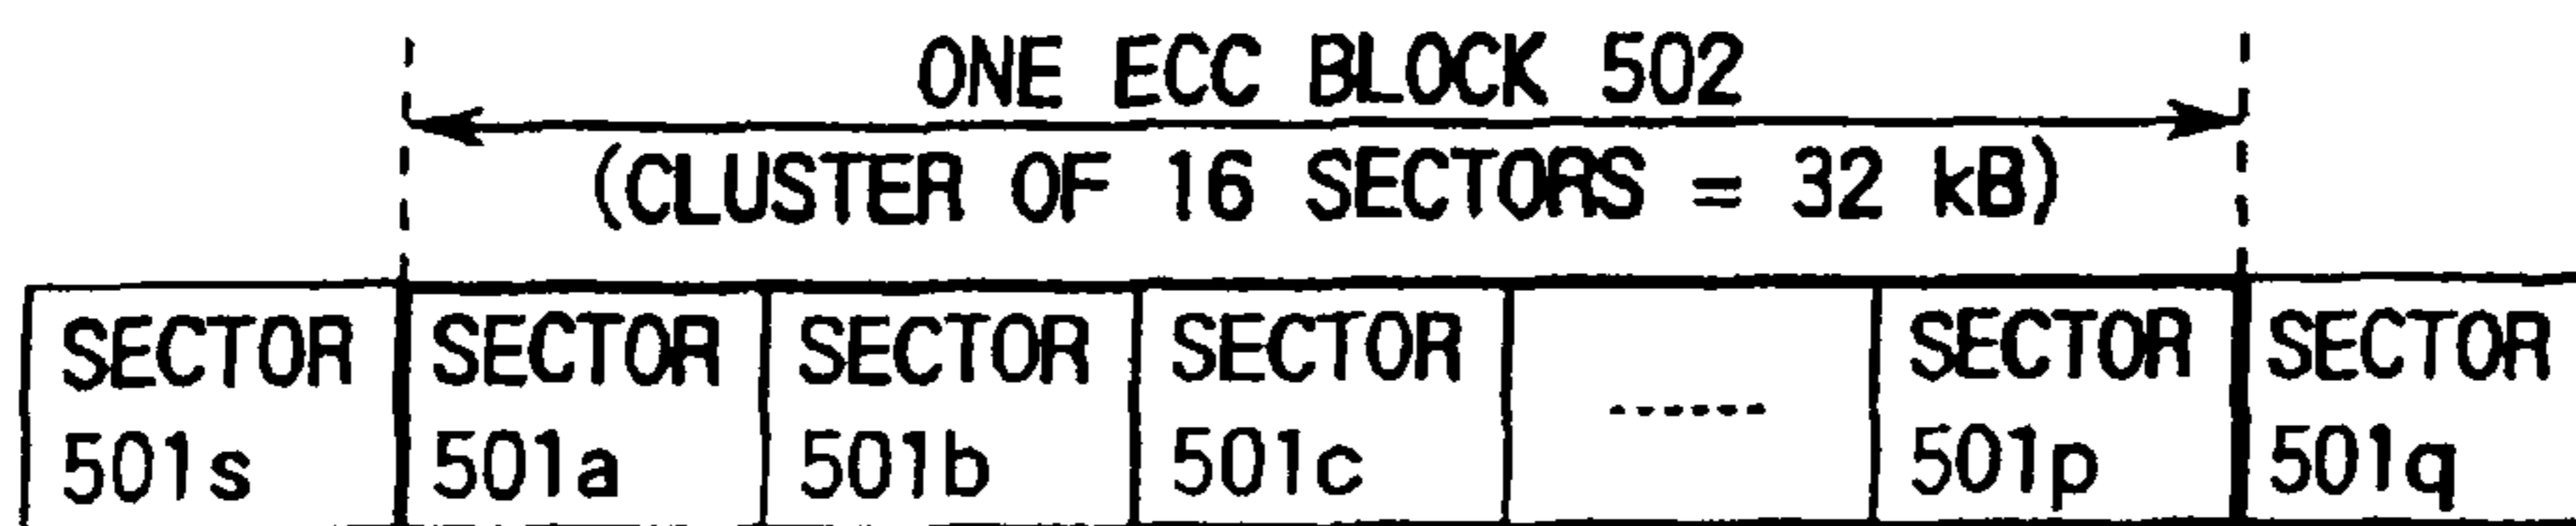 ONE ECC BLOCK 502
(CLUSTER OF 16 SECTORS = 32 kB)
SECTOR SECTOR SECTOR SECTOR ...... SECTOR SECTOR
501s 501a 501b 501c 501p 501q